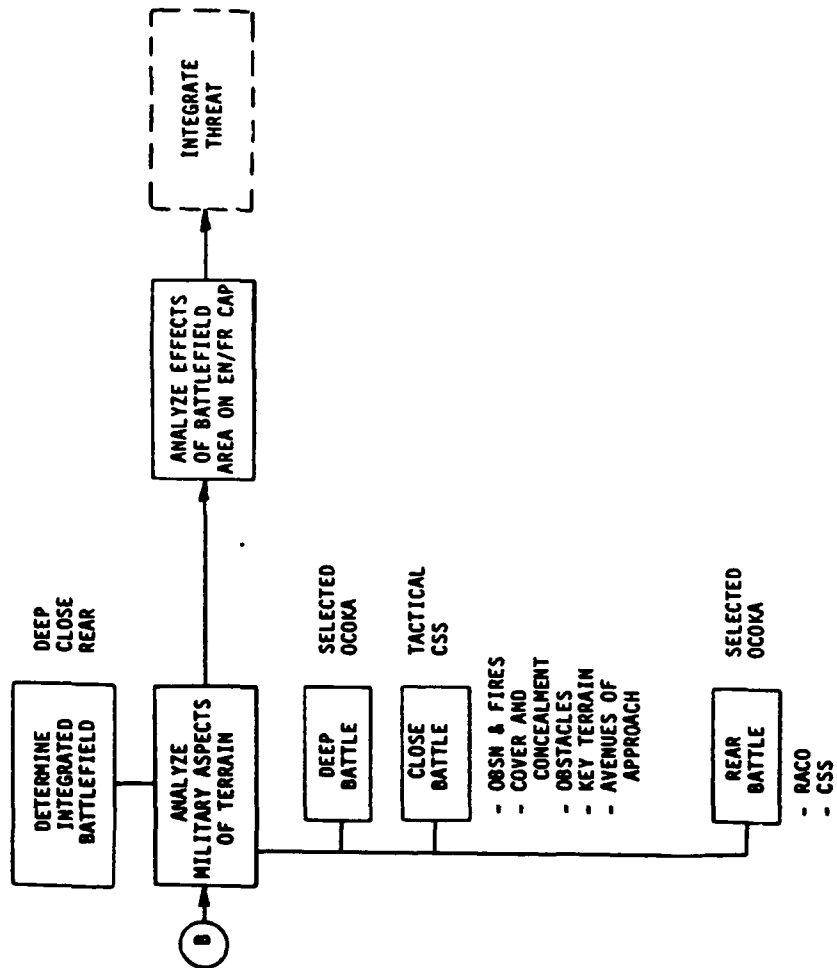 DETERMINE
INTEGRATED
BATTLEFIELD
DEEP
CLOSE
REAR
B
ANALYZE
MILITARY ASPECTS
OF TERRAIN
ANALYZE EFFECTS
OF BATTLEFIELD
AREA ON EN/FR CAP
INTEGRATE
THREAT
DEEP
BATTLE
SELECTED
OCOKA
CLOSE
BATTLE
TACTICAL
CSS
- OBSN & FIRES
- COVER AND
CONCEALMENT
- OBSTACLES
- KEY TERRAIN
- AVENUES OF
APPROACH
REAR
BATTLE
SELECTED
OCOKA
- RACO
- CSS